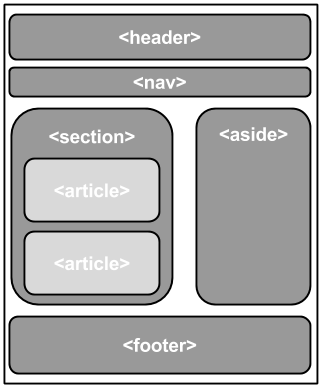 <header>
<nav>
<section>
<aside>
<article>
<article>
<footer>